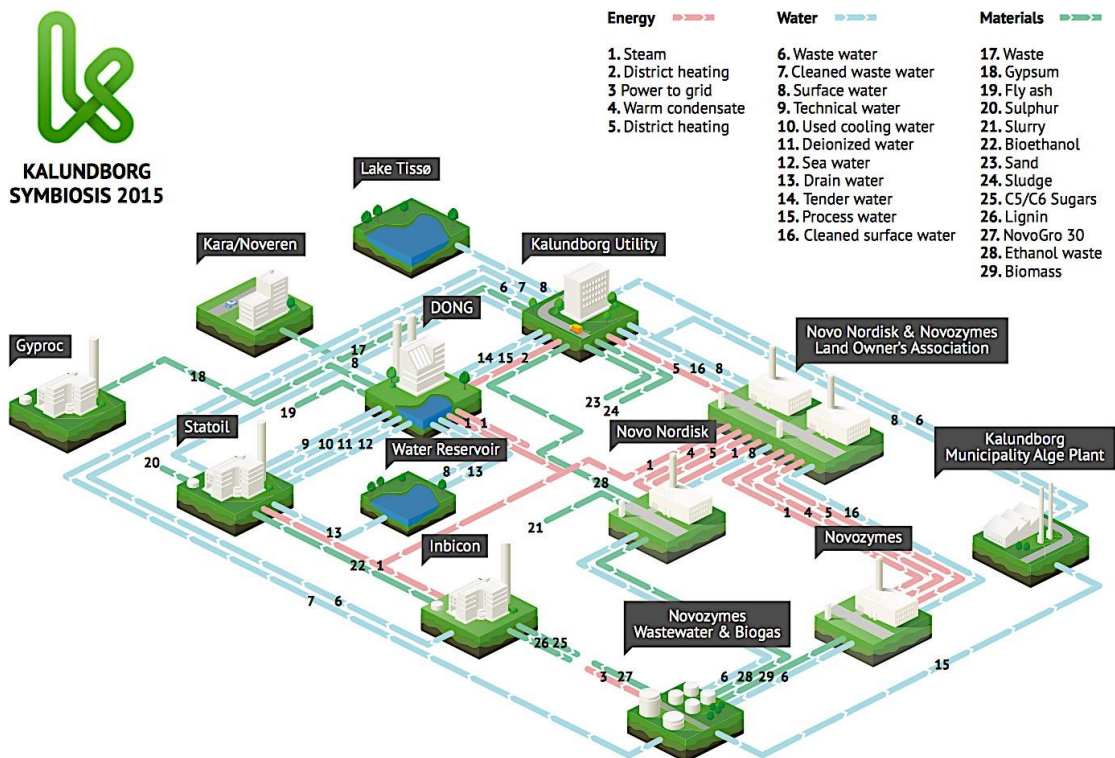 KALUNDBORG
SYMBIOSIS 2015
Energy
1. Steam
2. District heating
3 Power to grid
4. Warm condensate
5. District heating
Water
6. Waste water
7. Cleaned waste water
8. Surface water
9. Technical water
10. Used cooling water
11. Deionized water
12. Sea water
13. Drain water
14. Tender water
15. Process water
16. Cleaned surface water
Materials
17. Waste
18. Gypsum
19. Fly ash
20. Sulphur
21. Slurry
22. Bioethanol
23. Sand
24. Sludge
25. C5/C6 Sugars
26. Lignin
27. NovoGro 30
28. Ethanol waste
29. Biomass
Lake Tissø
Kara/Noveren
Kalundborg Utility
6 7 8
DONG
Gyproc
17
8
14 15 2
Novo Nordisk & Novozymes
Land Owner's Association
18
19
5 16 8
23
24
Statoil
9 10 11 12
1 1
Water Reservoir
Novo Nordisk
8 6
Kalundborg
Municipality Alge Plant
20
8 13
1 4 5 1 8
28
21
13
Inbicon
1 4 5 16
Novozymes
22 1
7 6
Novozymes
Wastewater & Biogas
26 25
3 27
6 28 29 6
15